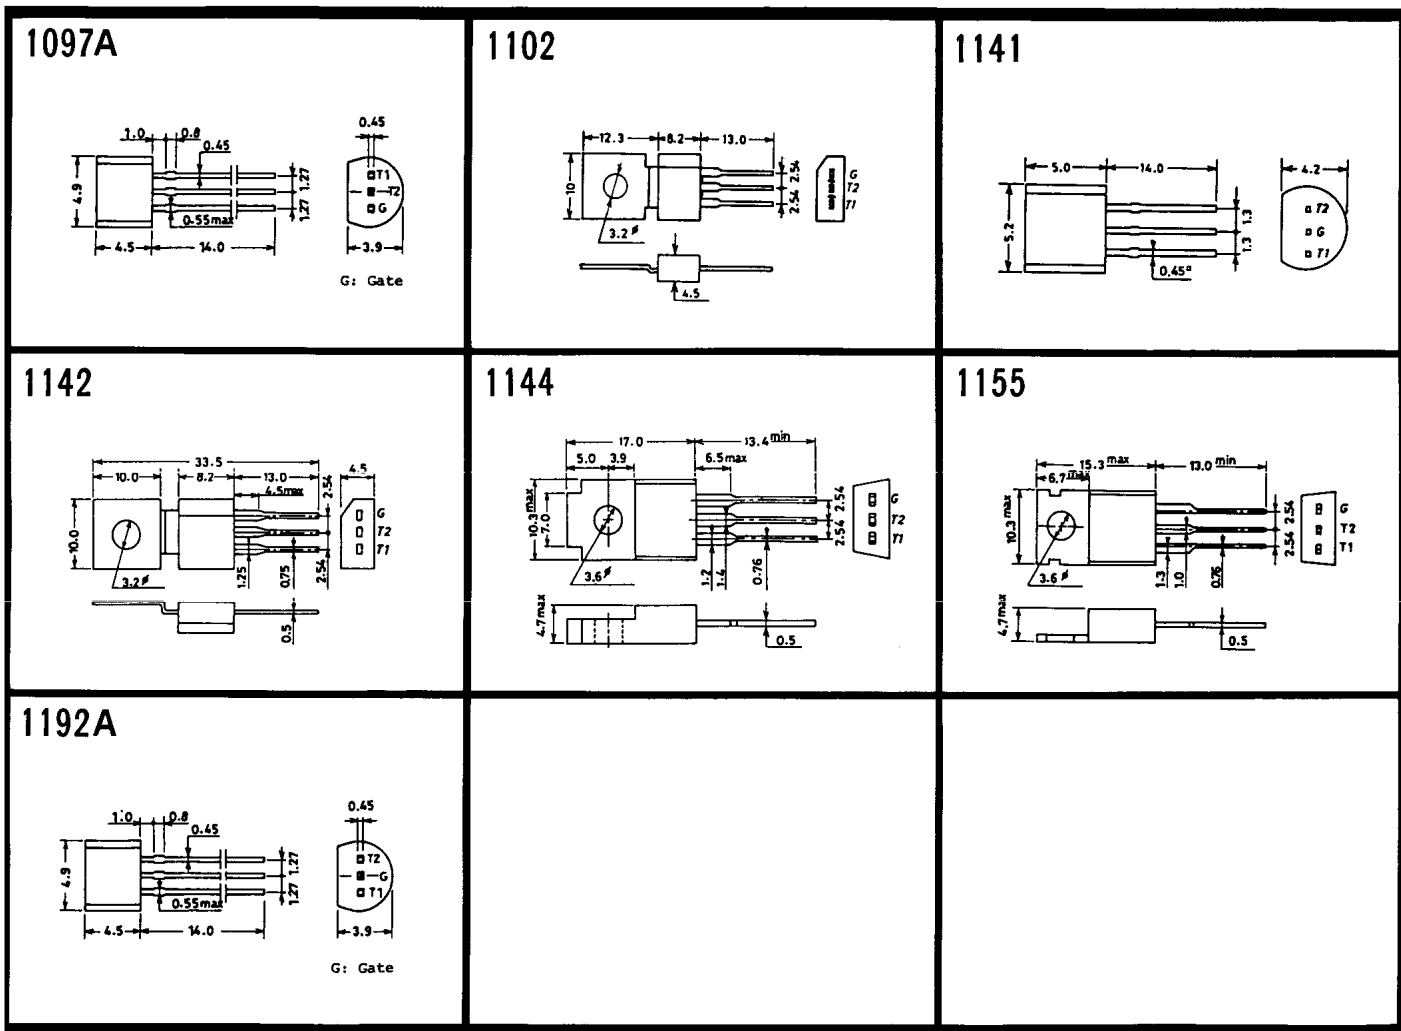 1097A
1.0 0.8
0.45
0.45
4.9
1.27
1.27
0.55max
4.5
14.0
T1
T2
G
3.9
G: Gate
1102
12.3
8.2
13.0
10
2.54
2.54
3.2ø
G
T2
T1
4.5
1141
5.0
14.0
4.2
5.2
1.3
1.3
0.45°
T2
G
T1
1142
33.5
10.0
8.2
13.0
4.5
4.5max
2.54
10.0
G
T2
T1
3.2ø
1.25
0.75
2.54
0.5
1144
17.0
13.4min
5.0
3.9
6.5max
10.3max
7.0
2.54
2.54
G
T2
T1
3.6ø
1.2
1.4
0.76
4.7max
0.5
1155
15.3max
13.0min
6.7max
10.3max
2.54
2.54
G
T2
T1
3.6ø
1.3
1.0
0.76
4.7max
0.5
1192A
1.0 0.8
0.45
0.45
4.9
1.27
1.27
0.55max
4.5
14.0
T2
G
T1
3.9
G: Gate